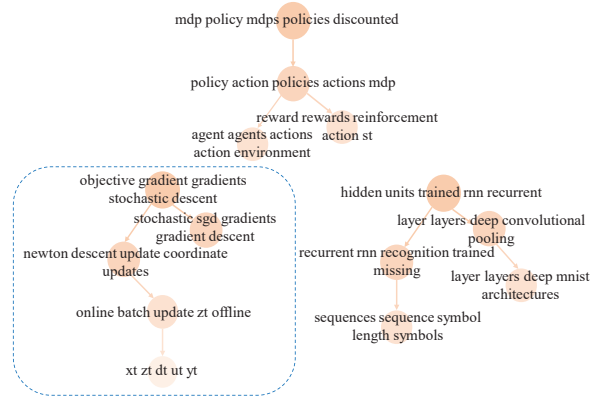 mdp policy mdps policies discounted
policy action policies actions mdp
reward rewards reinforcement
action st
agent agents actions
action environment
objective gradient gradients
stochastic descent
stochastic sgd gradients
gradient descent
newton descent update coordinate
updates
online batch update zt offline
xt zt dt ut yt
hidden units trained rnn recurrent
layer layers deep convolutional
pooling
recurrent rnn recognition trained
missing
layer layers deep mnist
architectures
sequences sequence symbol
length symbols